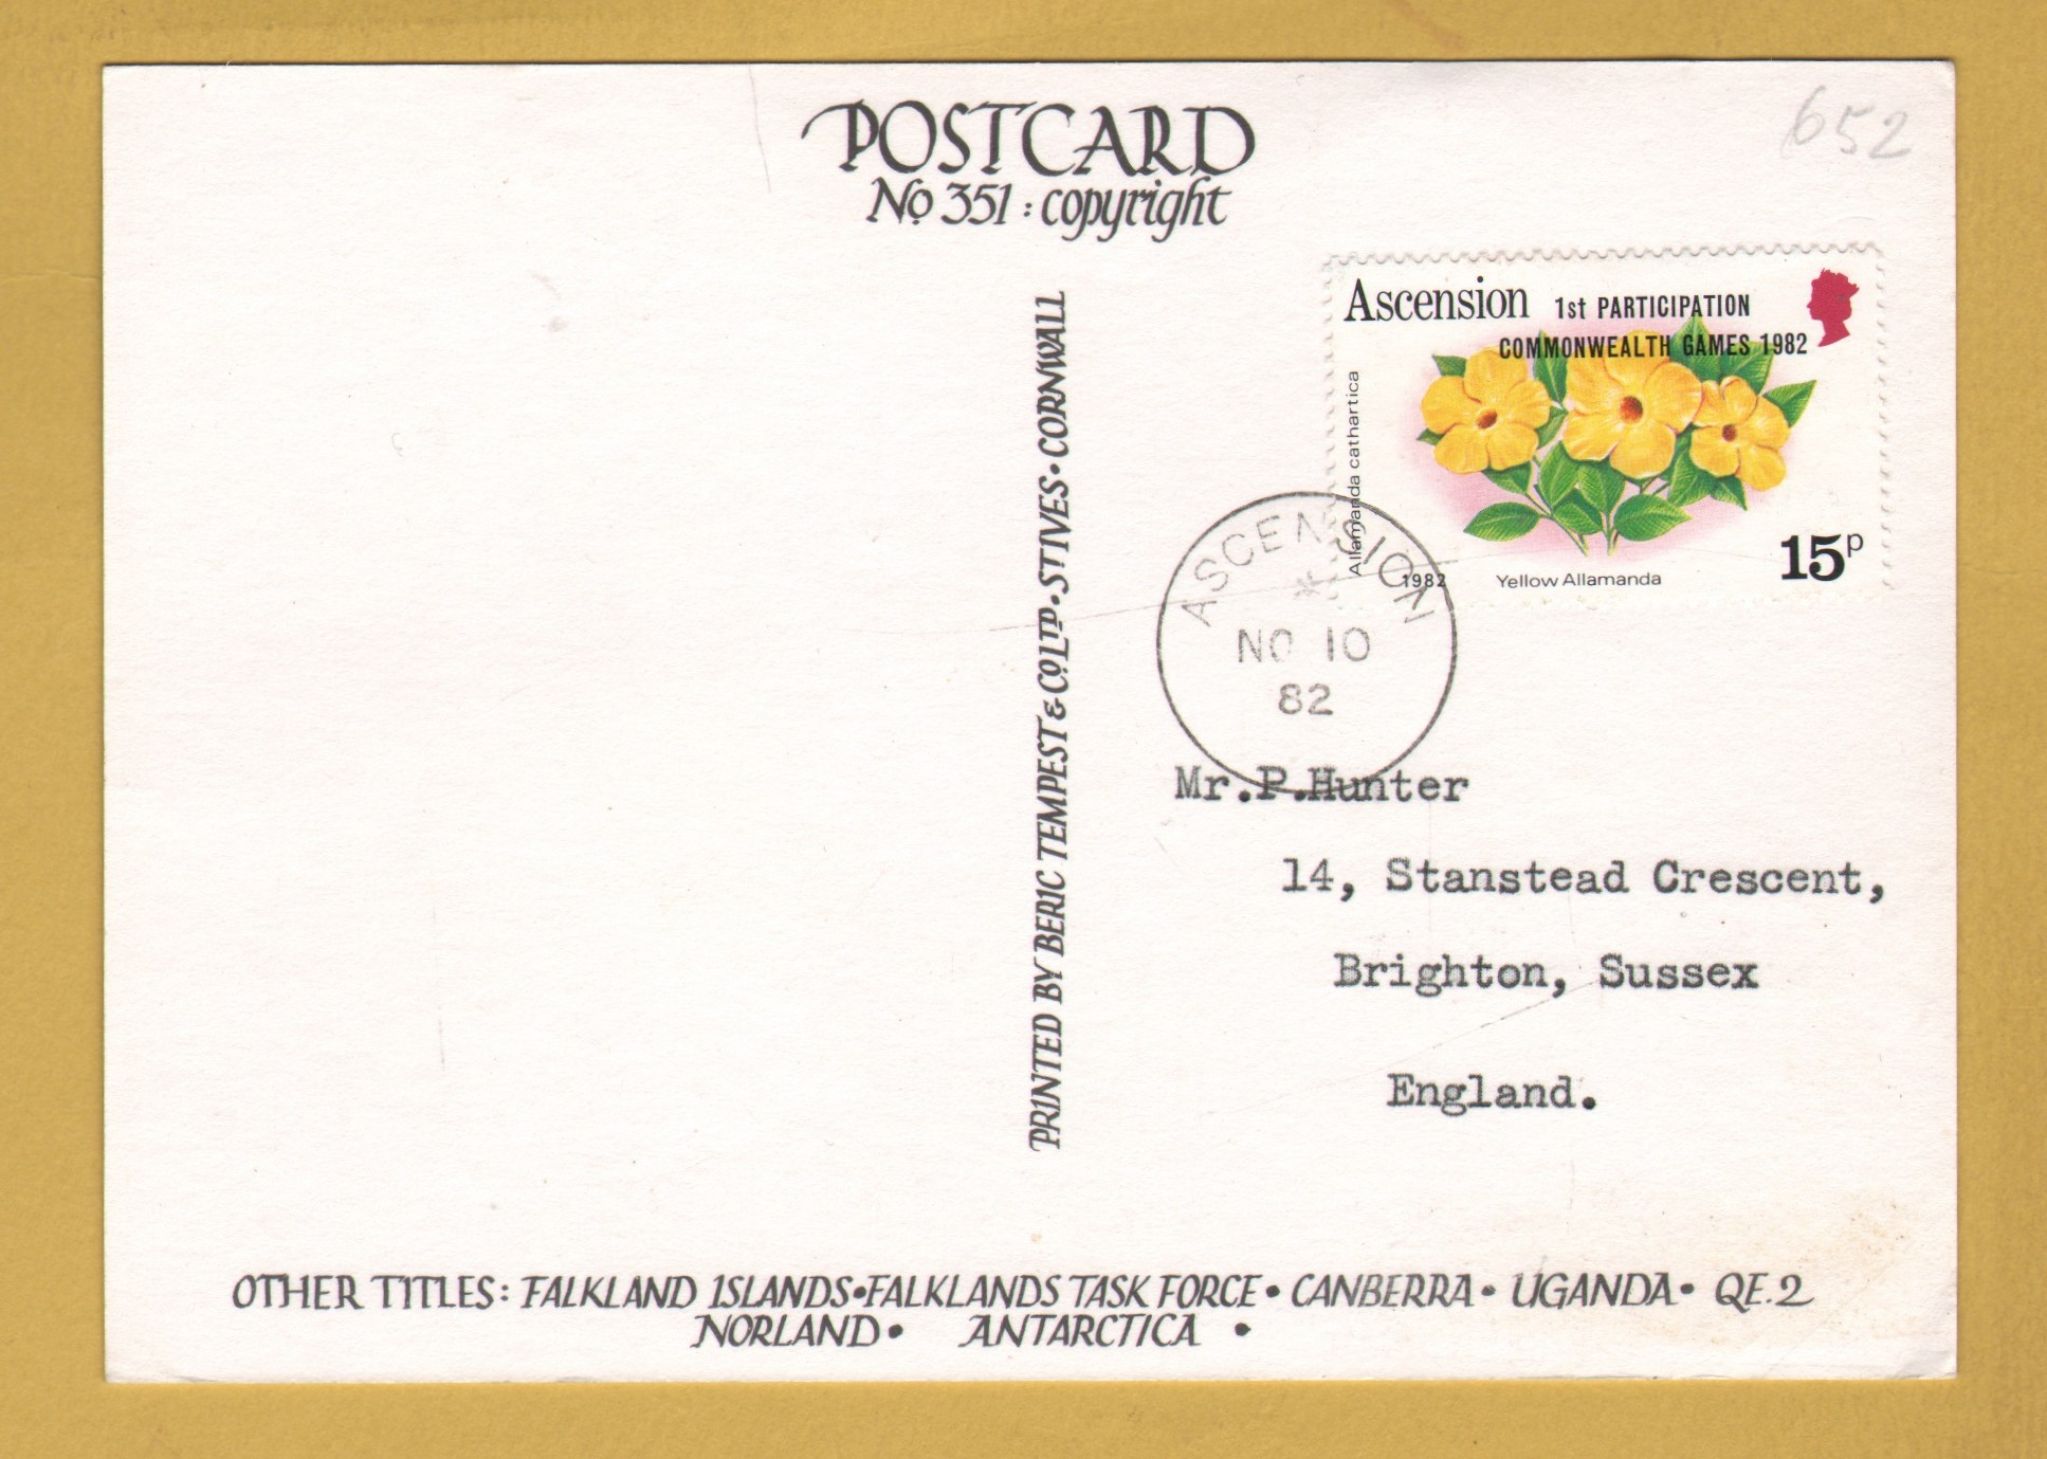 POSTCARD
No 351 : copyright
652
Ascension
1st PARTICIPATION
COMMONWEALTH GAMES 1982
Allamanda cathartica
1982
Yellow Allamanda
15p
ASCENSION
NO 10
82
PRINTED BY BERIC TEMPEST & CO. LTD • ST IVES • CORNWALL
Mr.P.Hunter
14, Stanstead Crescent,
Brighton, Sussex
England.
OTHER TITLES: FALKLAND ISLANDS • FALKLANDS TASK FORCE • CANBERRA • UGANDA • QE.2
NORLAND • ANTARCTICA •